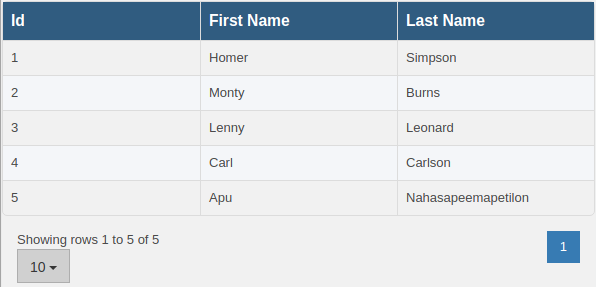 Id First Name Last Name
1 Homer Simpson
2 Monty Burns
3 Lenny Leonard
4 Carl Carlson
5 Apu Nahasapeemapetilon
Showing rows 1 to 5 of 5
1
10